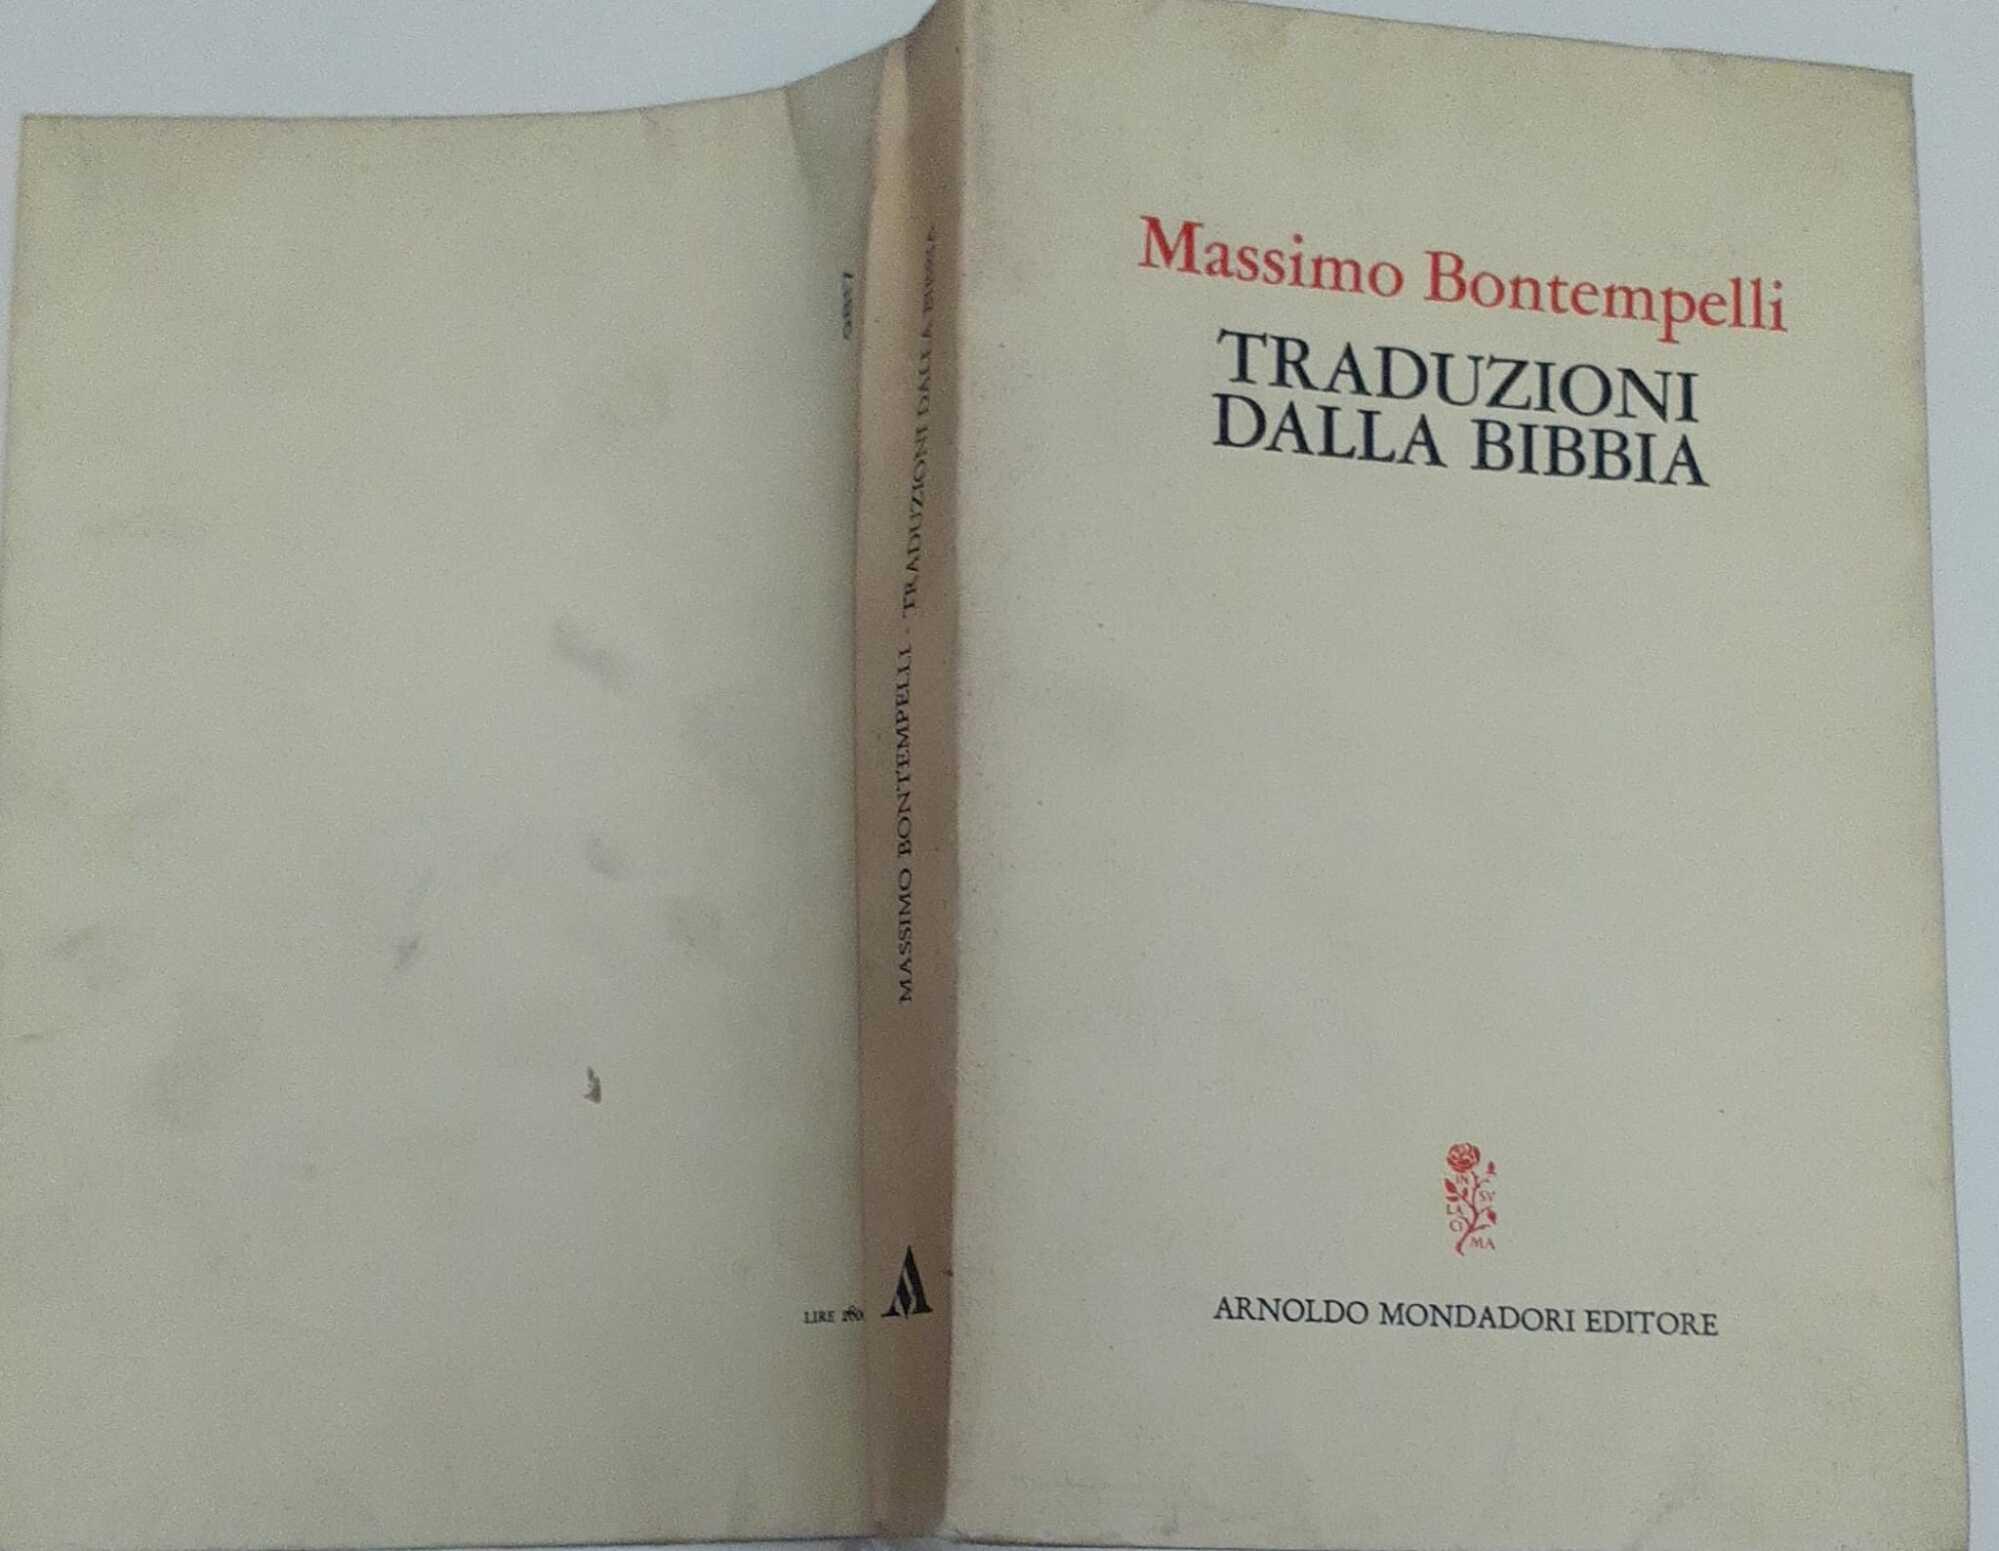 Massimo Bontempelli
TRADUZIONI
DALLA BIBBIA
IN
LA
CI
SV
MA
ARNOLDO MONDADORI EDITORE
MASSIMO BONTEMPELLI - TRADUZIONI DALLA BIBBIA
LIRE